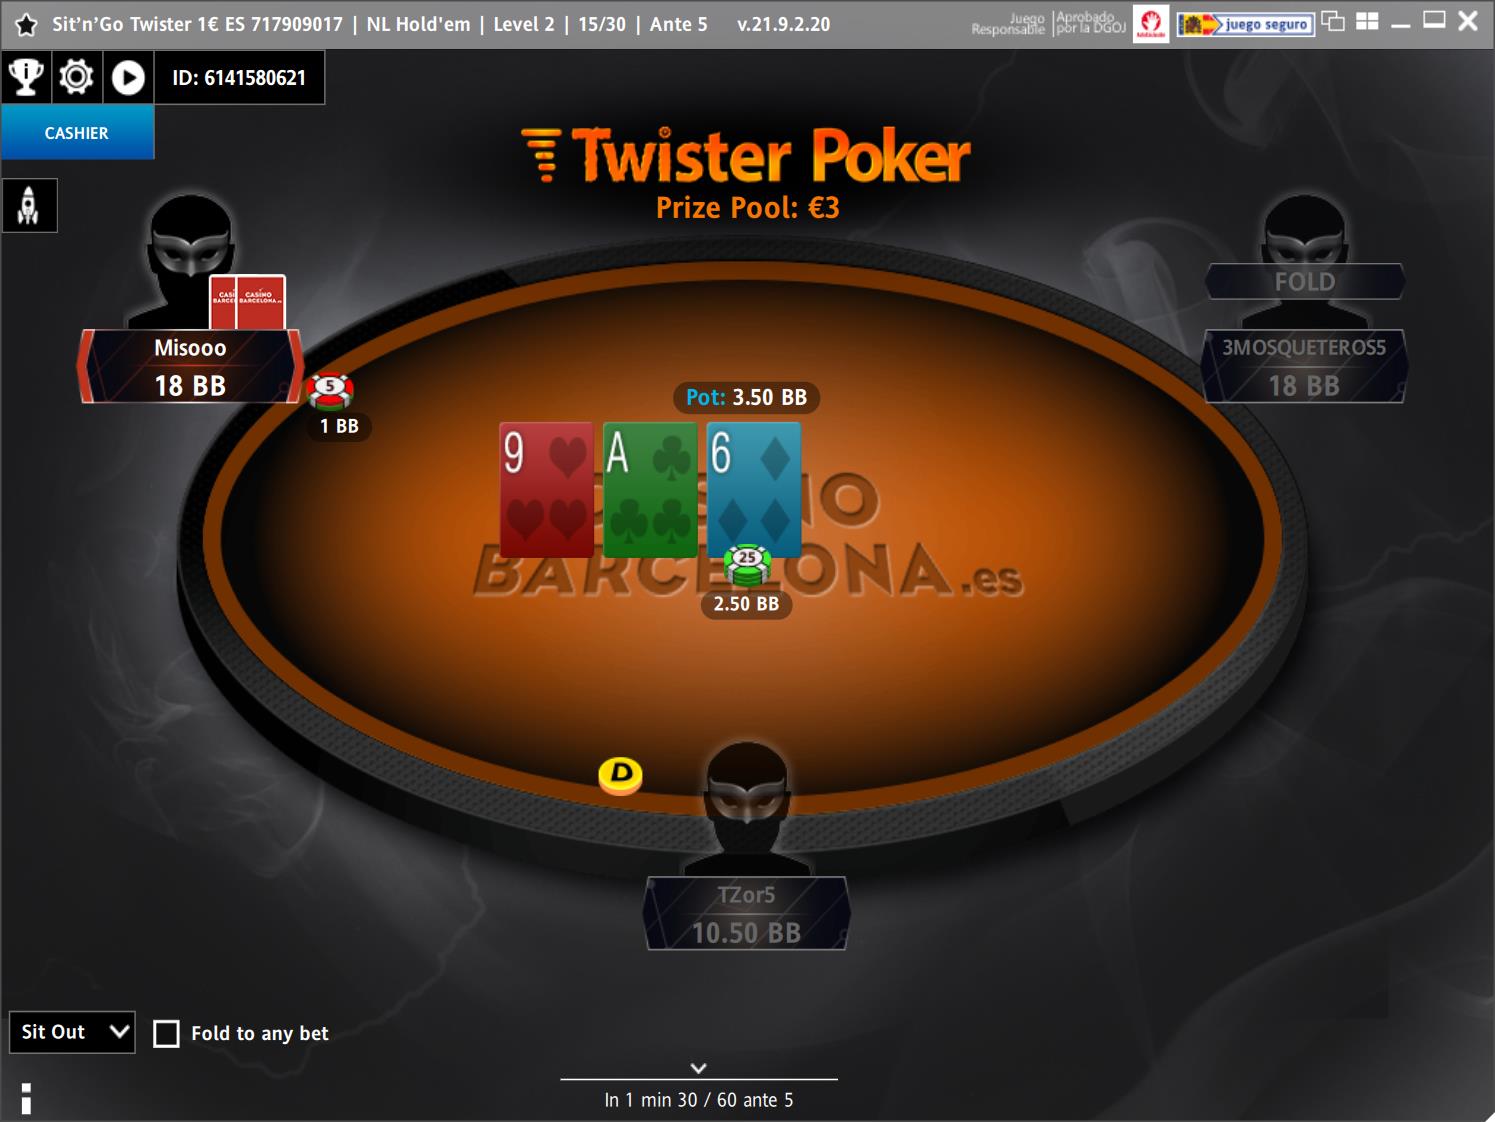 Sit'n'Go Twister 1€ ES 717909017 | NL Hold'em | Level 2 | 15/30 | Ante 5 v.21.9.2.20
Juego Responsable
Aprobado por la DGOJ
juego seguro
ID: 6141580621
CASHIER
Twister Poker
Prize Pool: €3
CASINO BARCELONA.es
Misooo
18 BB
5
1 BB
FOLD
3MOSQUETEROS5
18 BB
Pot: 3.50 BB
9 A 6
CASINO
BARCELONA.es
25
2.50 BB
D
TZor5
10.50 BB
Sit Out
Fold to any bet
In 1 min 30 / 60 ante 5